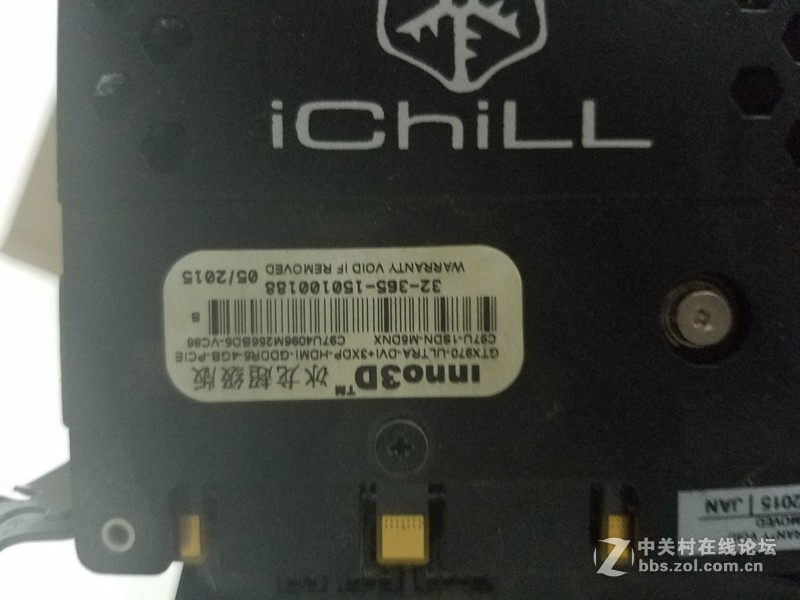 iChiLL
inno3D™ 冰龙超级版
GTX970-ULTRA-DVI+3XDP-HDMI-GDDR5-4GB-PCIE
C97U-1SDN-M5DNX C97U4096M256BD5-VC86
B
32-365-150100188
WARRANTY VOID IF REMOVED 05/2015
2015 | JAN
中关村在线论坛
bbs.zol.com.cn